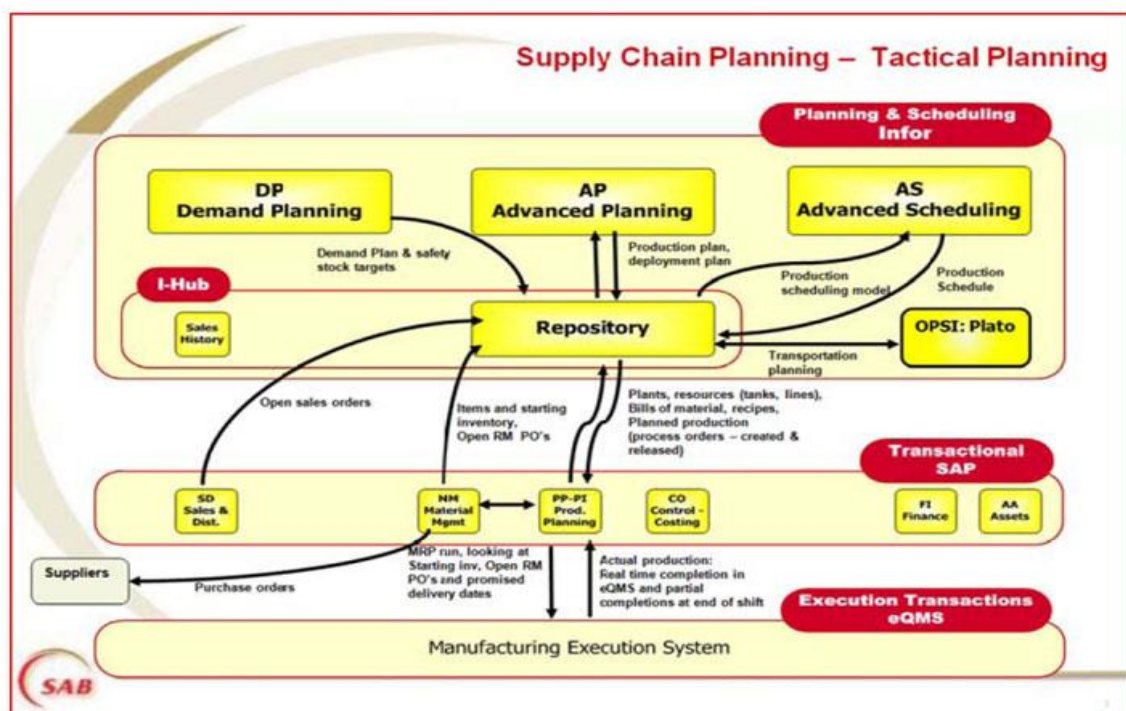 Supply Chain Planning – Tactical Planning
Planning & Scheduling
Infor
DP
Demand Planning
AP
Advanced Planning
AS
Advanced Scheduling
Demand Plan & safety
stock targets
Production plan,
deployment plan
Production
scheduling model
Production
Schedule
I-Hub
Sales
History
Repository
OPSI: Plato
Transportation
planning
Open sales orders
Items and starting
inventory,
Open RM PO's
Plants, resources (tanks, lines),
Bills of material, recipes,
Planned production
(process orders – created &
released)
Transactional
SAP
SD
Sales &
Dist.
NM
Material
Mgmt
PP-PI
Prod.
Planning
CO
Control -
Costing
FI
Finance
AA
Assets
Suppliers
Purchase orders
MRP run, looking at
Starting inv, Open RM
PO's and promised
delivery dates
Actual production:
Real time completion in
eQMS and partial
completions at end of shift
Execution Transactions
eQMS
Manufacturing Execution System
SAB